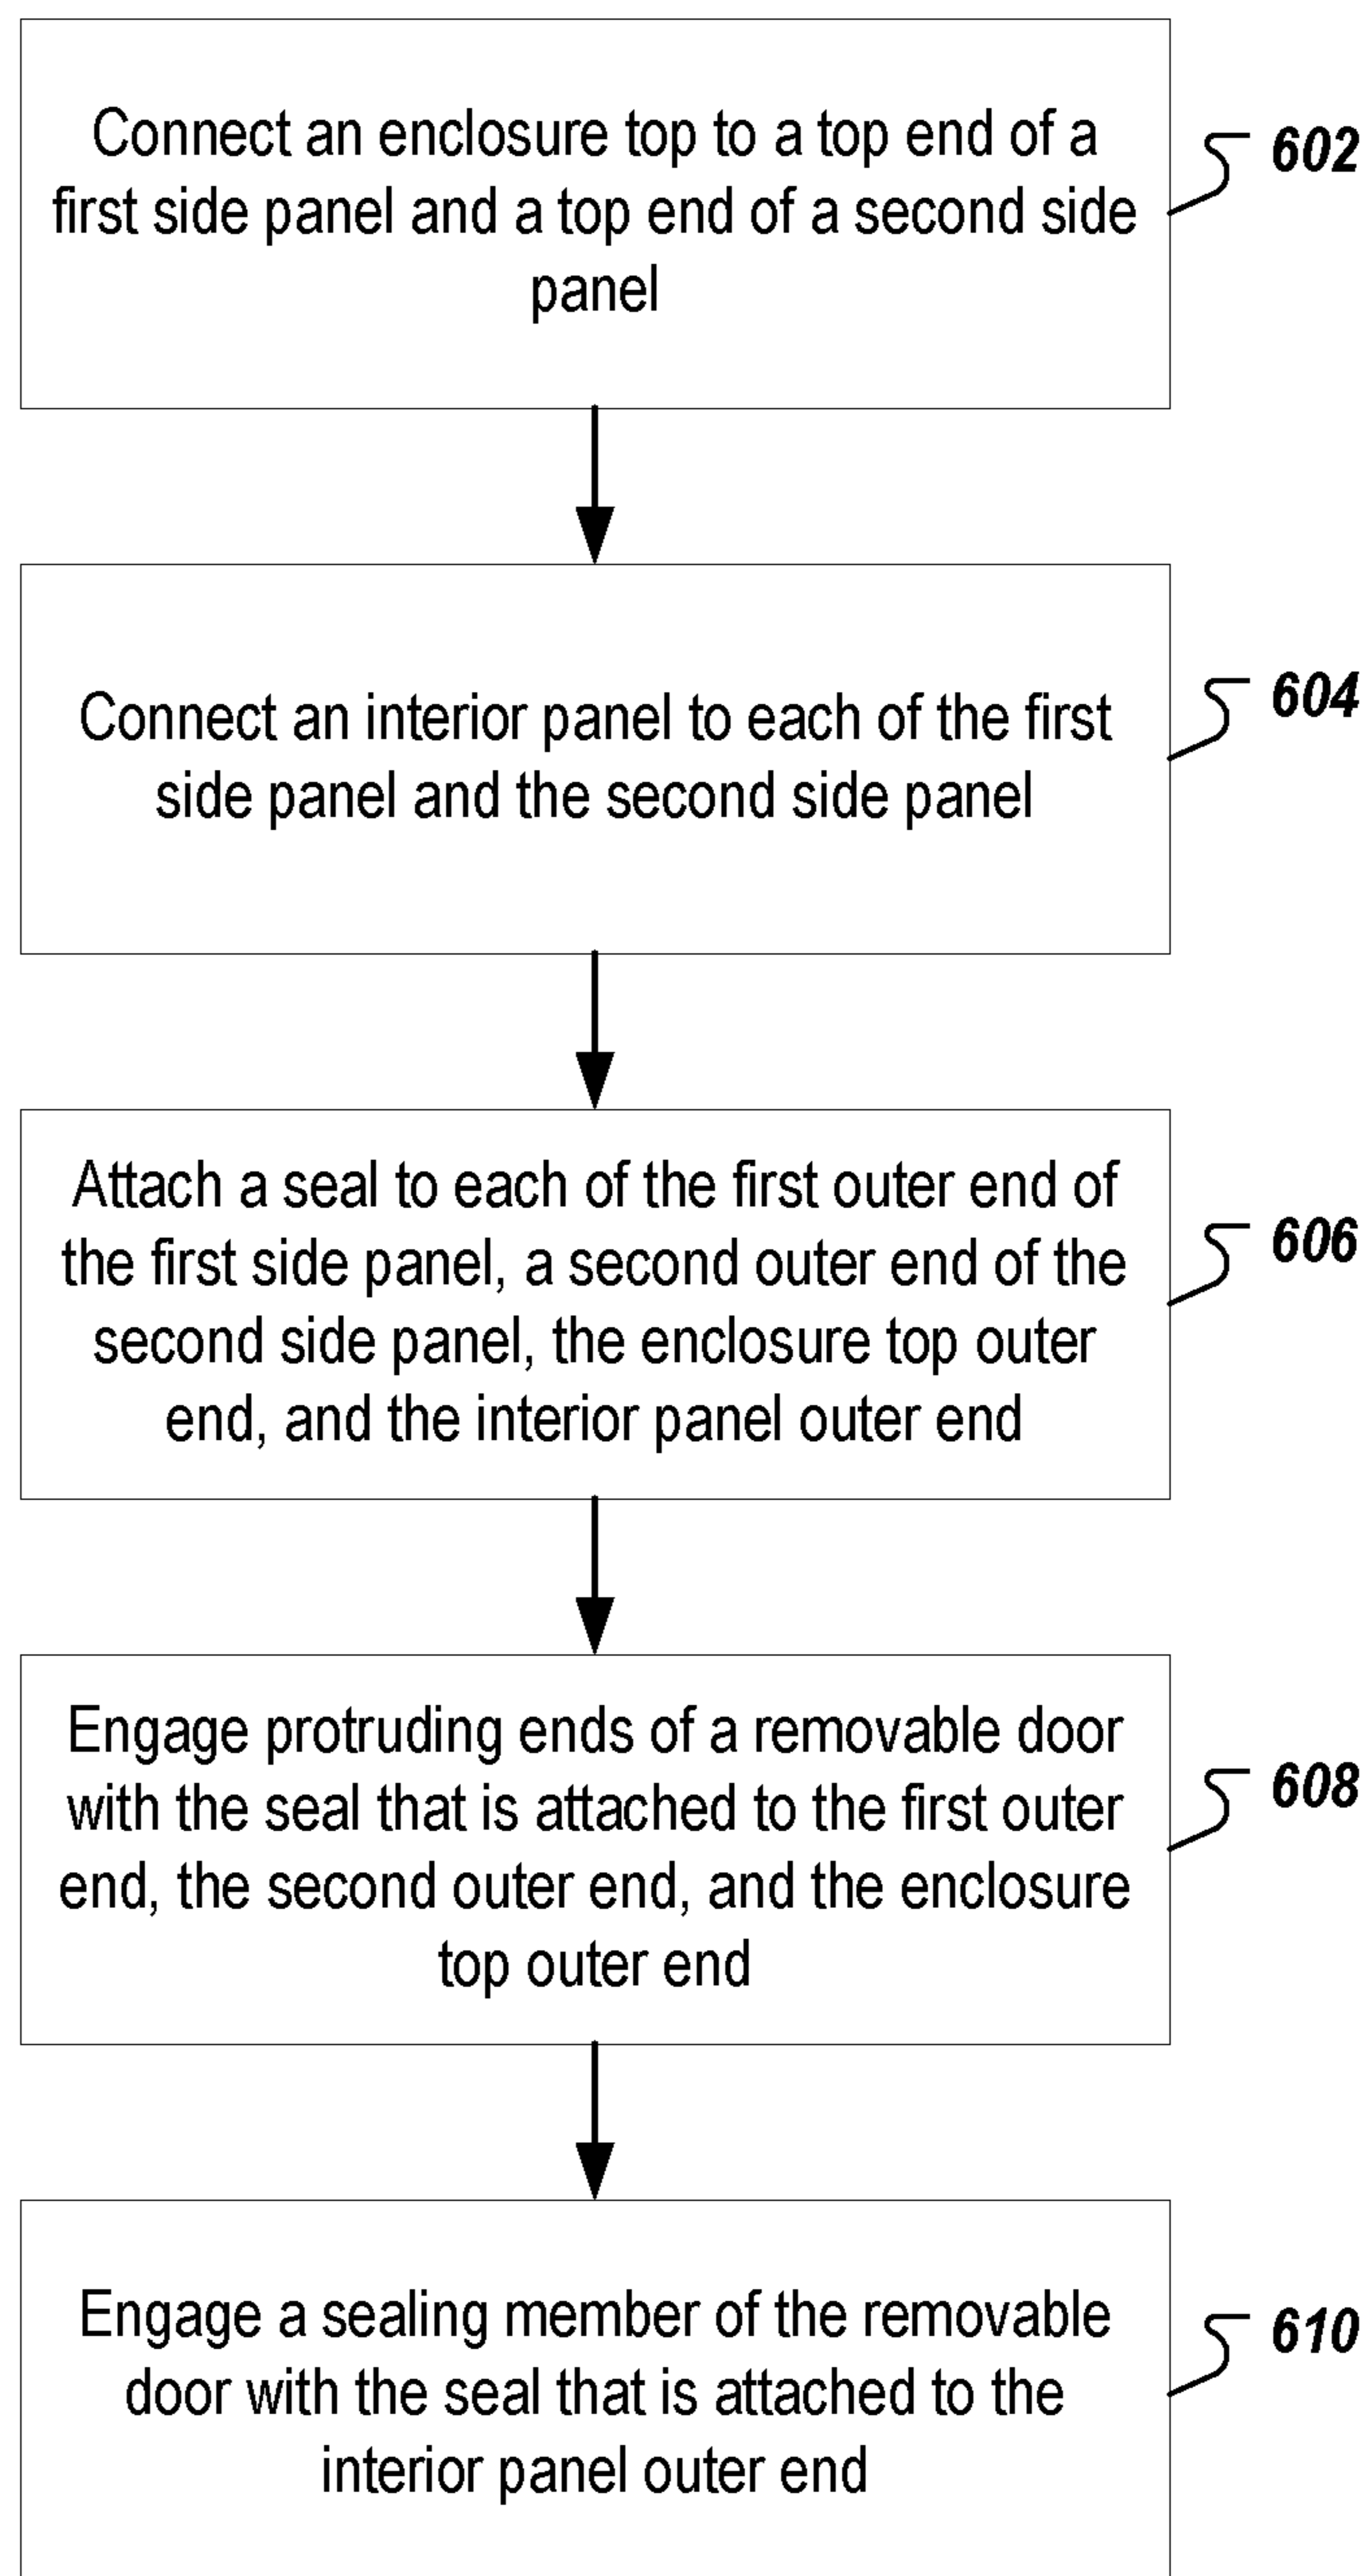 Connect an enclosure top to a top end of a
first side panel and a top end of a second side
panel
602
Connect an interior panel to each of the first
side panel and the second side panel
604
Attach a seal to each of the first outer end of
the first side panel, a second outer end of the
second side panel, the enclosure top outer
end, and the interior panel outer end
606
Engage protruding ends of a removable door
with the seal that is attached to the first outer
end, the second outer end, and the enclosure
top outer end
608
Engage a sealing member of the removable
door with the seal that is attached to the
interior panel outer end
610